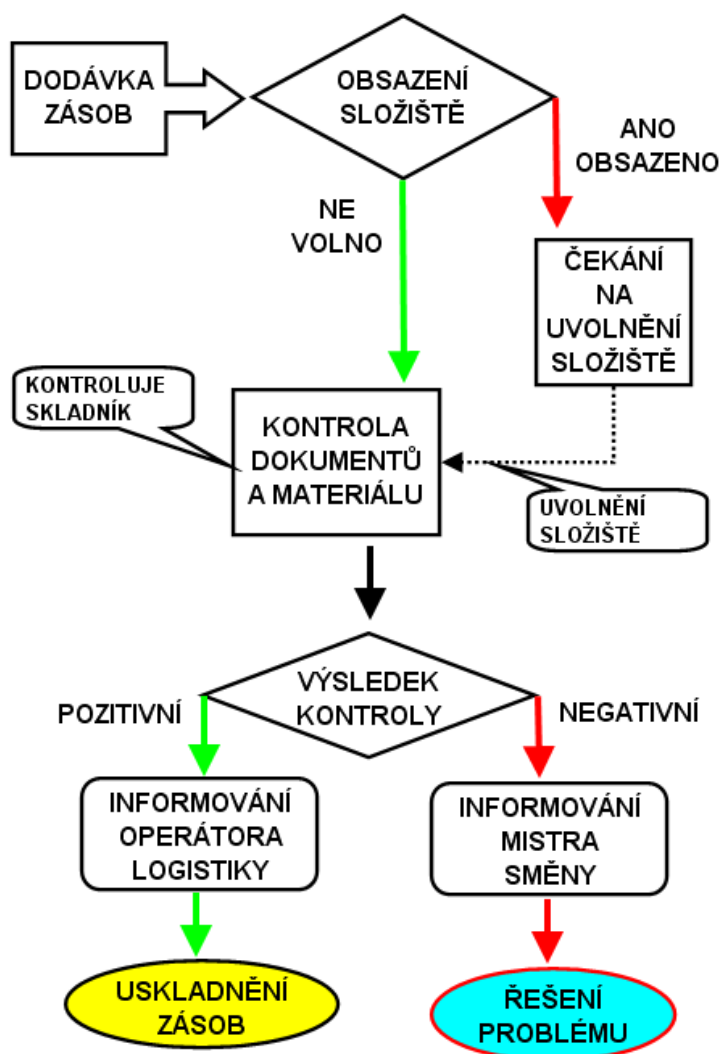 DODÁVKA
ZÁSOB
OBSAZENÍ
SLOŽIŠTĚ
ANO
OBSAZENO
NE
VOLNO
ČEKÁNÍ
NA
UVOLNĚNÍ
SLOŽIŠTĚ
KONTROLUJE
SKLADNÍK
KONTROLA
DOKUMENTŮ
A MATERIÁLU
UVOLNĚNÍ
SLOŽIŠTĚ
VÝSLEDEK
KONTROLY
POZITIVNÍ
NEGATIVNÍ
INFORMOVÁNÍ
OPERÁTORA
LOGISTIKY
INFORMOVÁNÍ
MISTRA
SMĚNY
USKLADNĚNÍ
ZÁSOB
ŘEŠENÍ
PROBLÉMU